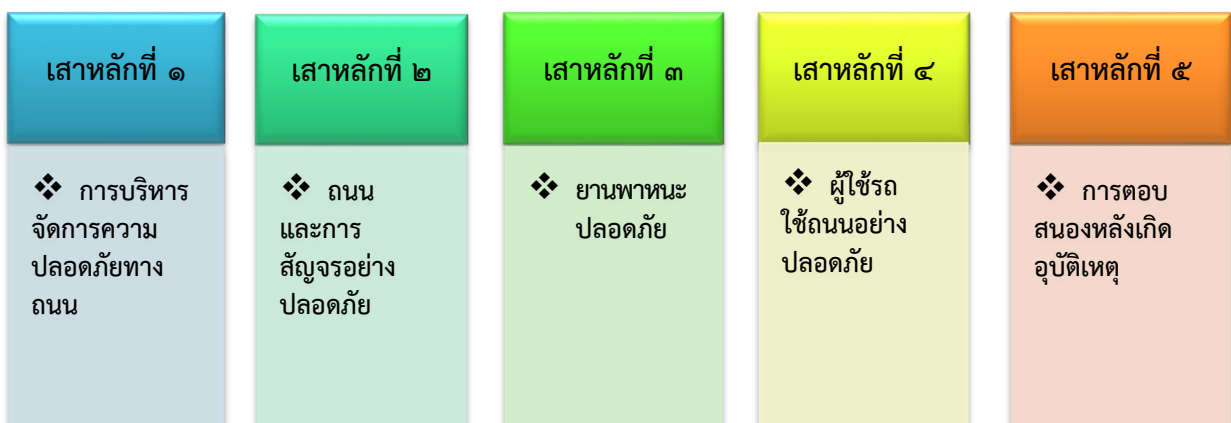 เสาหลักที่ ๑
❖ การบริหาร
จัดการความ
ปลอดภัยทาง
ถนน
เสาหลักที่ ๒
❖ ถนน
และการ
สัญจรอย่าง
ปลอดภัย
เสาหลักที่ ๓
❖ ยานพาหนะ
ปลอดภัย
เสาหลักที่ ๔
❖ ผู้ใช้รถ
ใช้ถนนอย่าง
ปลอดภัย
เสาหลักที่ ๕
❖ การตอบ
สนองหลังเกิด
อุบัติเหตุ